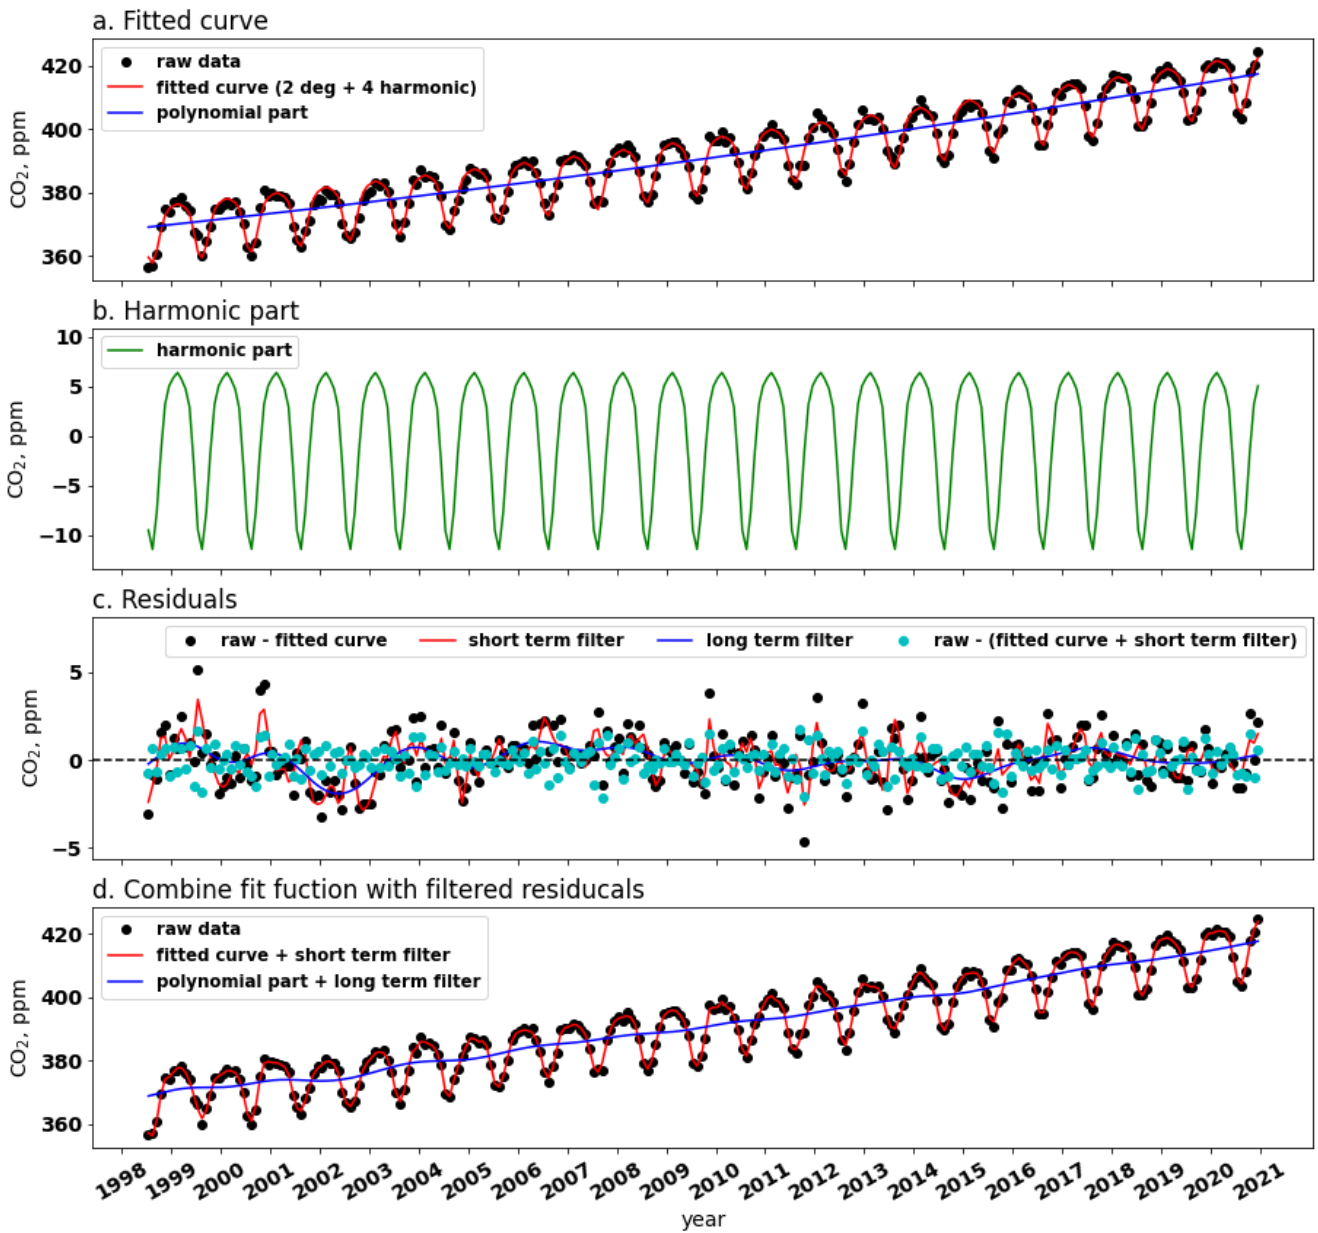 a. Fitted curve
raw data
fitted curve (2 deg + 4 harmonic)
polynomial part
420
400
380
360
CO₂, ppm
b. Harmonic part
harmonic part
10
5
0
−5
−10
CO₂, ppm
c. Residuals
raw - fitted curve short term filter long term filter raw - (fitted curve + short term filter)
5
0
−5
CO₂, ppm
d. Combine fit fuction with filtered residucals
raw data
fitted curve + short term filter
polynomial part + long term filter
420
400
380
360
CO₂, ppm
1998 1999 2000 2001 2002 2003 2004 2005 2006 2007 2008 2009 2010 2011 2012 2013 2014 2015 2016 2017 2018 2019 2020 2021
year